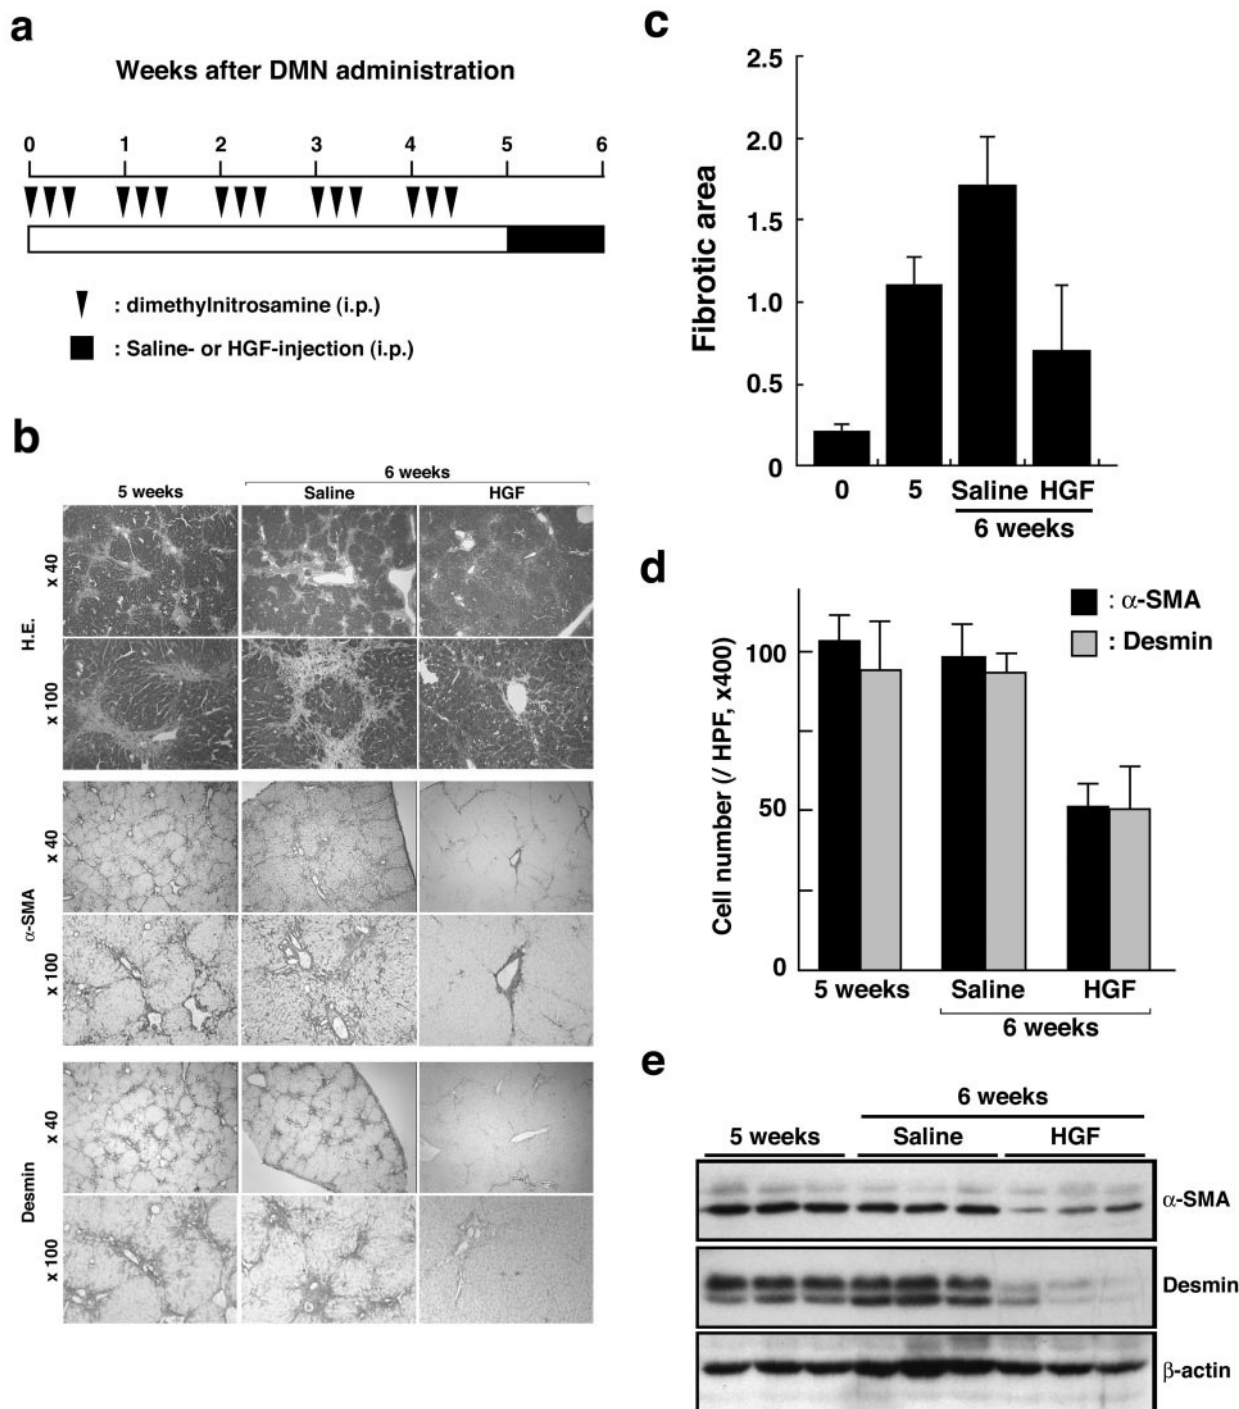 a
Weeks after DMN administration
0 1 2 3 4 5 6
: dimethylnitrosamine (i.p.)
: Saline- or HGF-injection (i.p.)
b
6 weeks
5 weeks Saline HGF
H.E.
x 40
x 100
α-SMA
x 40
x 100
Desmin
x 40
x 100
c
Fibrotic area
2.5
2.0
1.5
1.0
0.5
0
0 5 Saline HGF
6 weeks
d
: α-SMA
: Desmin
Cell number (/ HPF, x400)
100
50
0
5 weeks Saline HGF
6 weeks
e
6 weeks
5 weeks Saline HGF
α-SMA
Desmin
β-actin